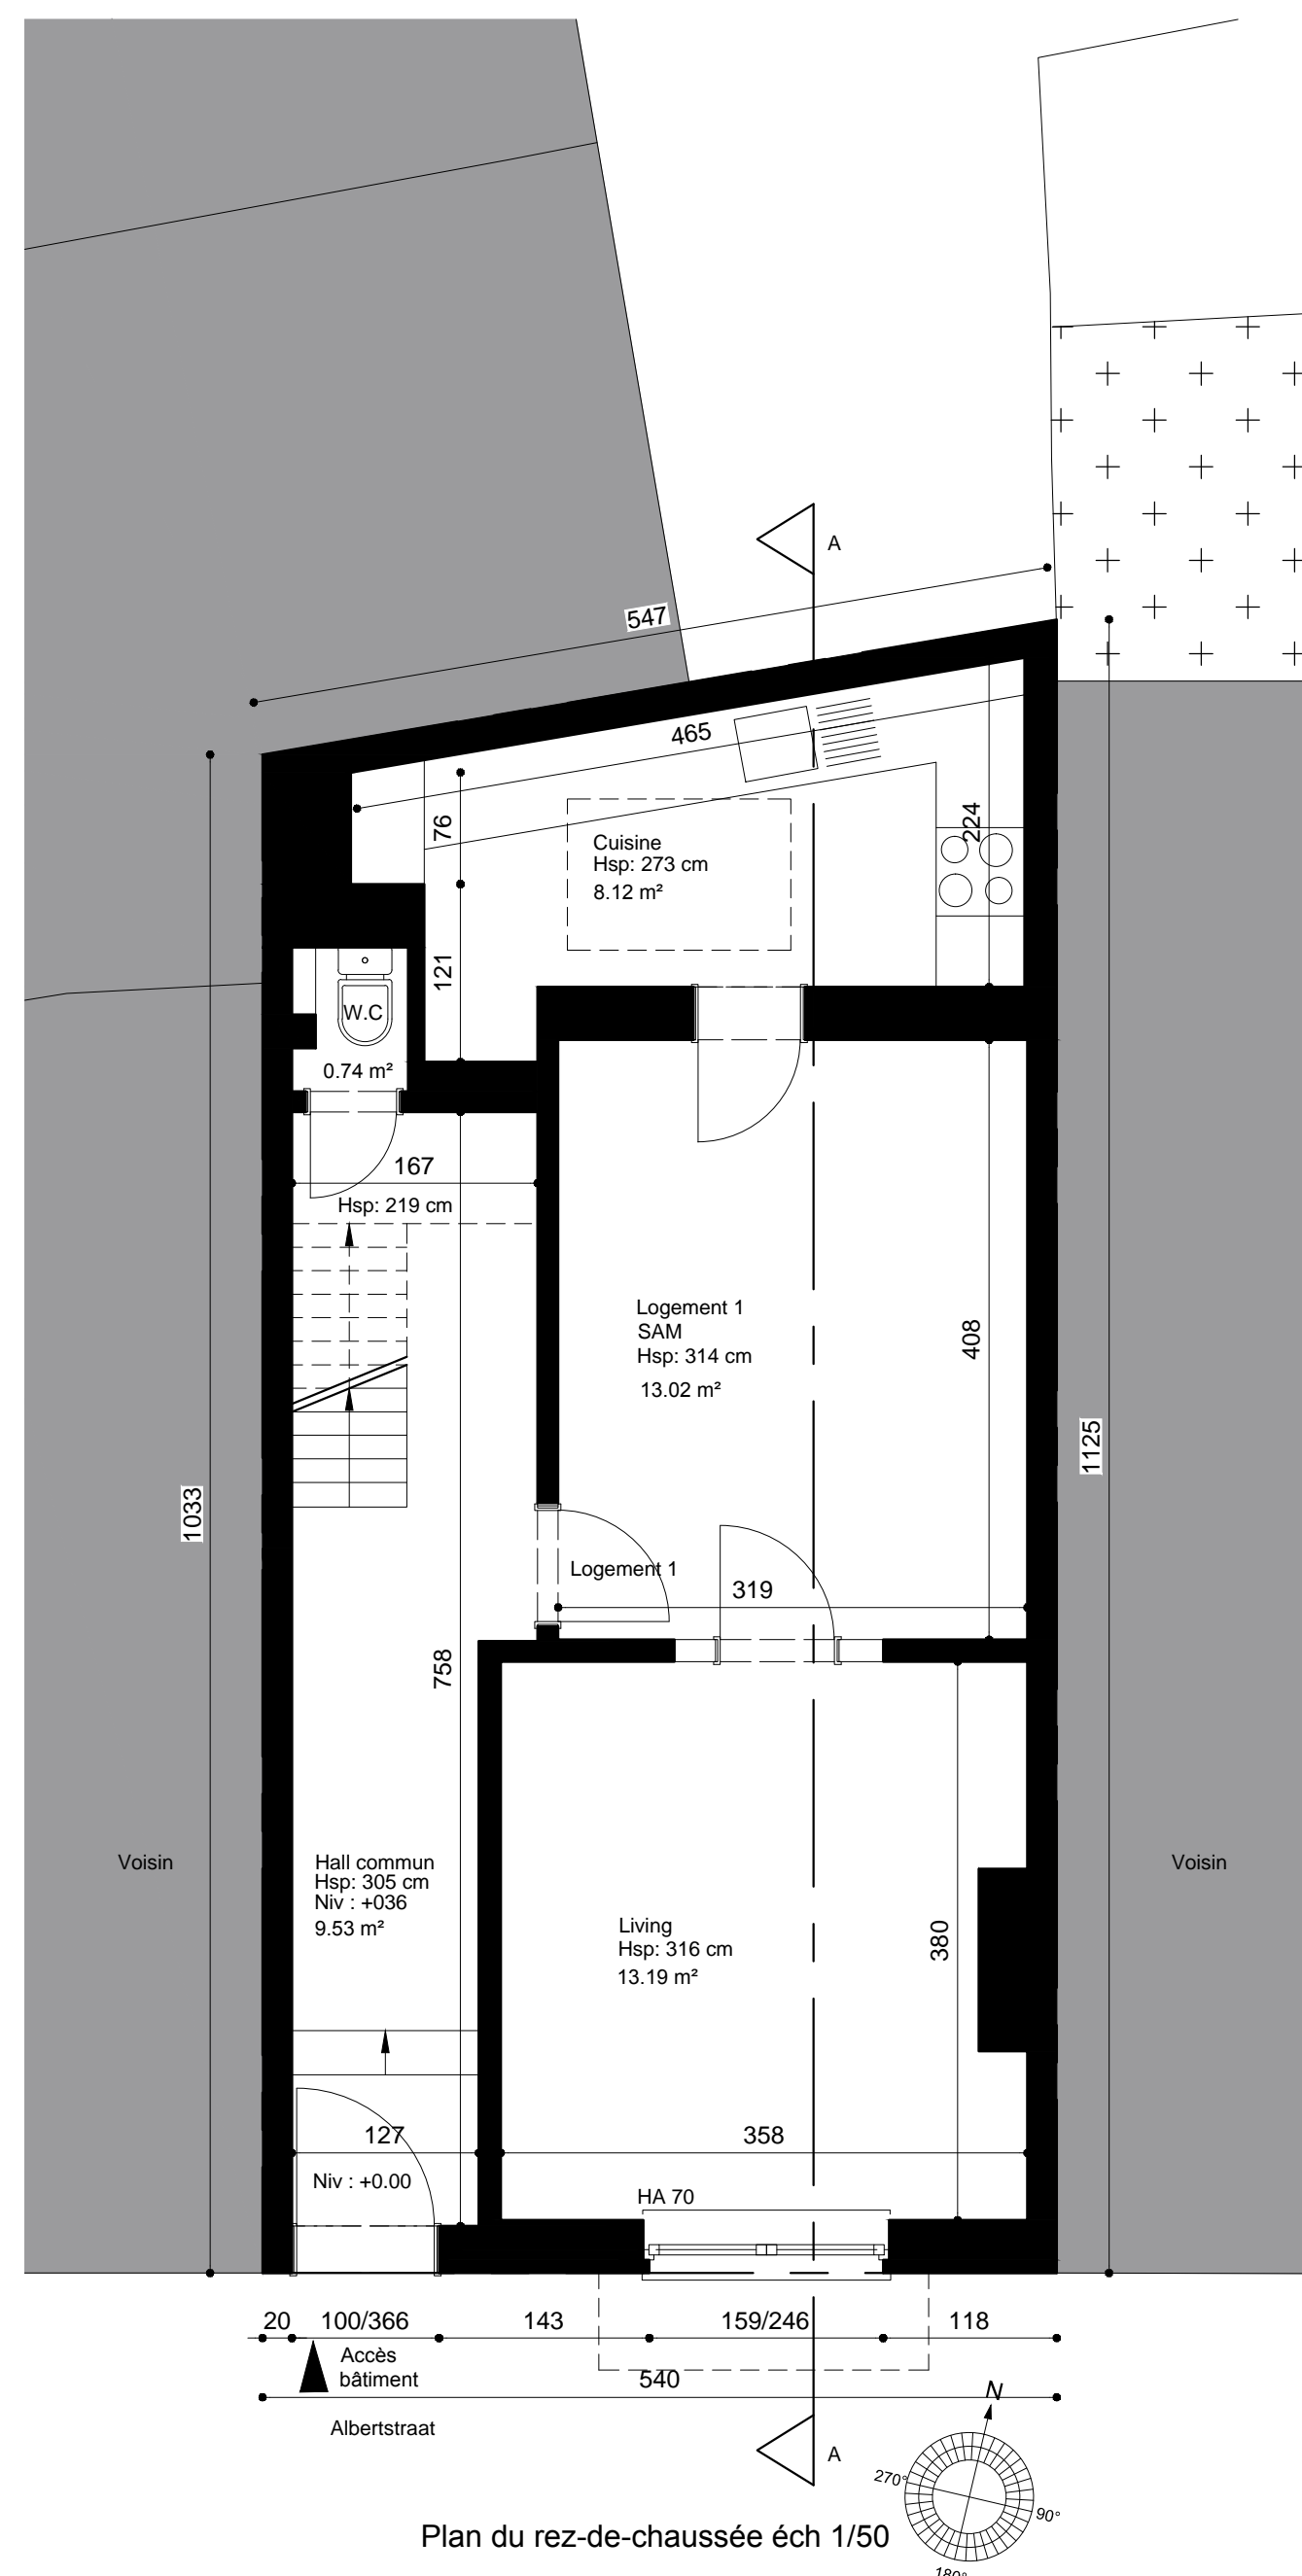 A
547
465
76
224
Cuisine
Hsp: 273 cm
8.12 m²
121
W.C
0.74 m²
167
Hsp: 219 cm
Logement 1
SAM
Hsp: 314 cm
13.02 m²
408
1125
1033
Logement 1
319
758
Voisin
Hall commun
Hsp: 305 cm
Niv : +036
9.53 m²
Living
Hsp: 316 cm
13.19 m²
380
Voisin
127
358
Niv : +0.00
HA 70
20
100/366
143
159/246
118
Accès
bâtiment
540
Albertstraat
A
N
270°
90°
180°
Plan du rez-de-chaussée éch 1/50